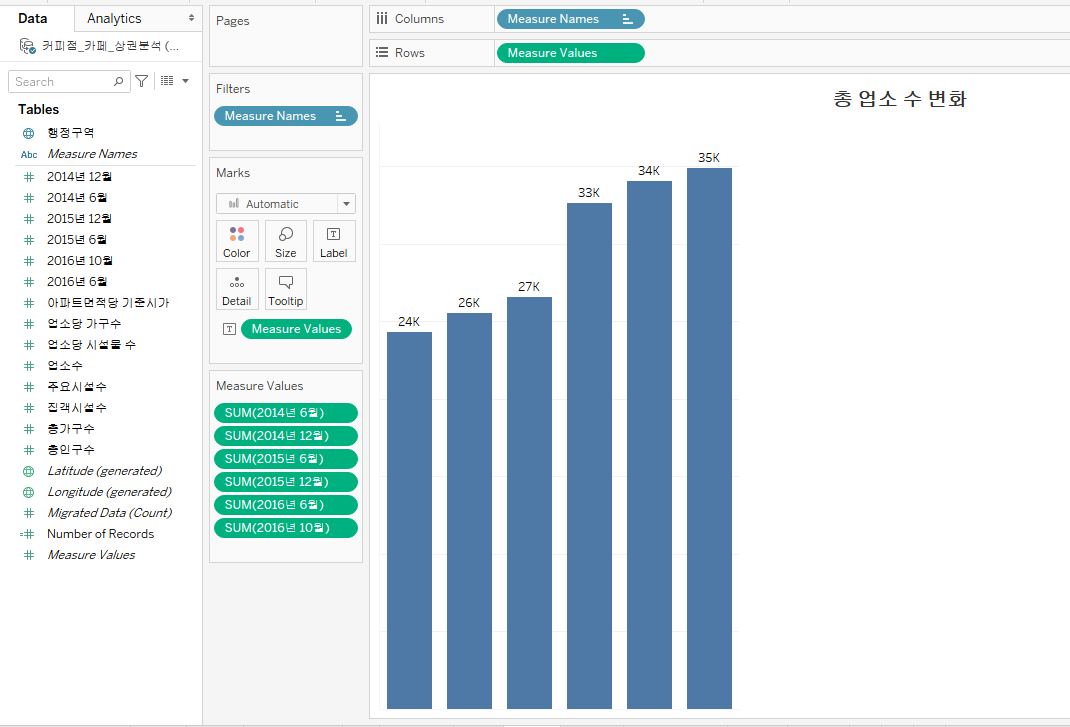 Data
Analytics
커피점_카페_상권분석 (...
Search
Tables
행정구역
Abc Measure Names
2014년 12월
2014년 6월
2015년 12월
2015년 6월
2016년 10월
2016년 6월
아파트면적당 기준시가
업소당 가구수
업소당 시설물 수
업소수
주요시설수
집객시설수
총가구수
총인구수
Latitude (generated)
Longitude (generated)
Migrated Data (Count)
Number of Records
Measure Values
Pages
Filters
Measure Names
Marks
Automatic
Color
Size
Label
Detail
Tooltip
Measure Values
Measure Values
SUM(2014년 6월)
SUM(2014년 12월)
SUM(2015년 6월)
SUM(2015년 12월)
SUM(2016년 6월)
SUM(2016년 10월)
Columns
Measure Names
Rows
Measure Values
총 업소 수 변화
24K
26K
27K
33K
34K
35K